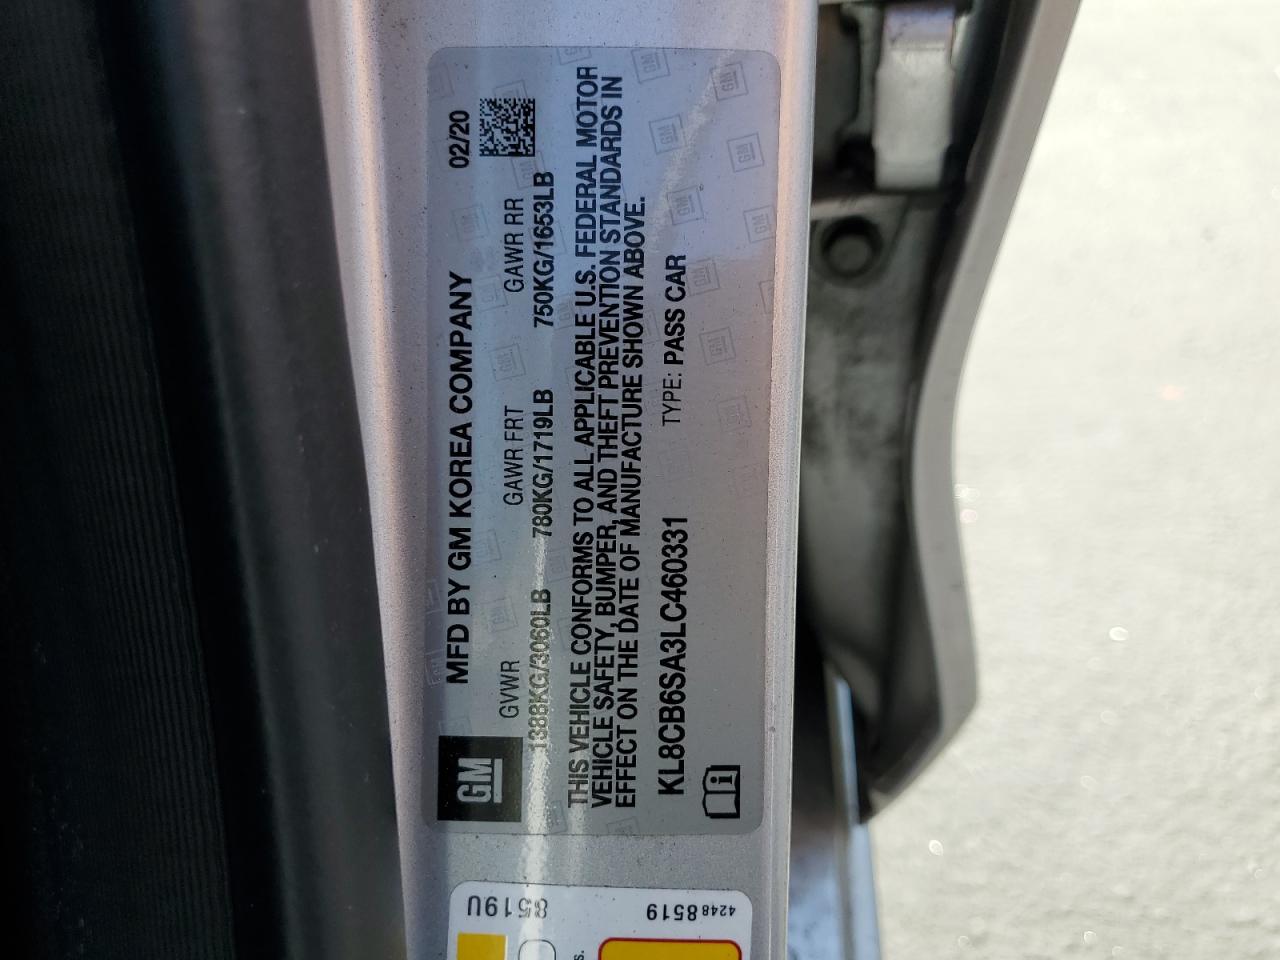 MFD BY GM KOREA COMPANY 02/20
GVWR GAWR FRT GAWR RR
1388KG/3060LB 780KG/1719LB 750KG/1653LB
THIS VEHICLE CONFORMS TO ALL APPLICABLE U.S. FEDERAL MOTOR
VEHICLE SAFETY, BUMPER, AND THEFT PREVENTION STANDARDS IN
EFFECT ON THE DATE OF MANUFACTURE SHOWN ABOVE.
KL8CB6SA3LC460331 TYPE: PASS CAR
GM
8519U
42488519